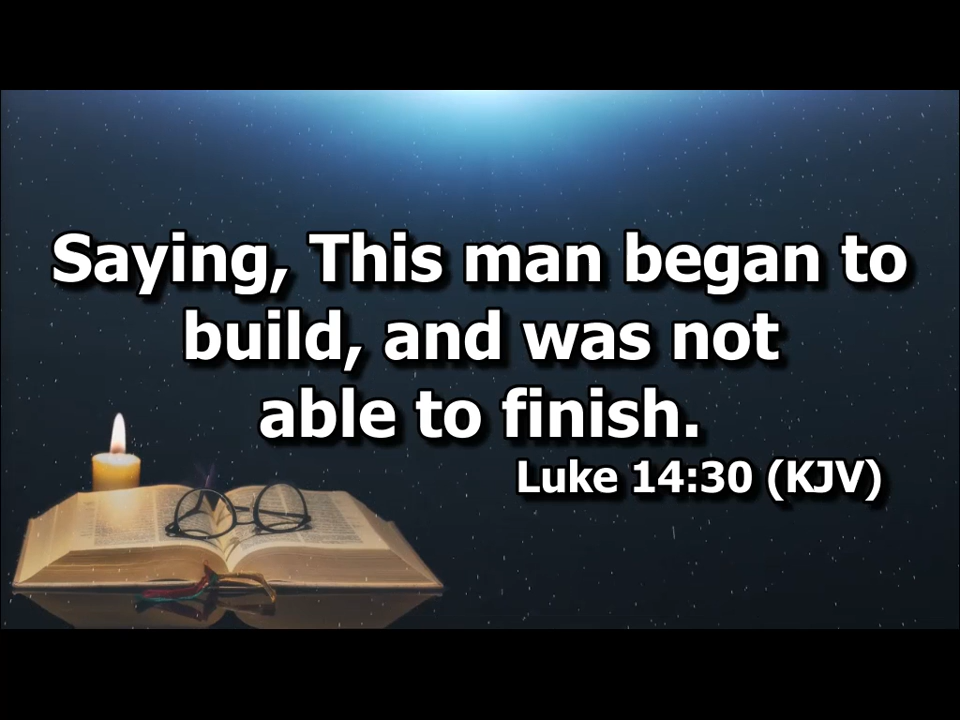 Saying, This man began to
build, and was not
able to finish.
Luke 14:30 (KJV)